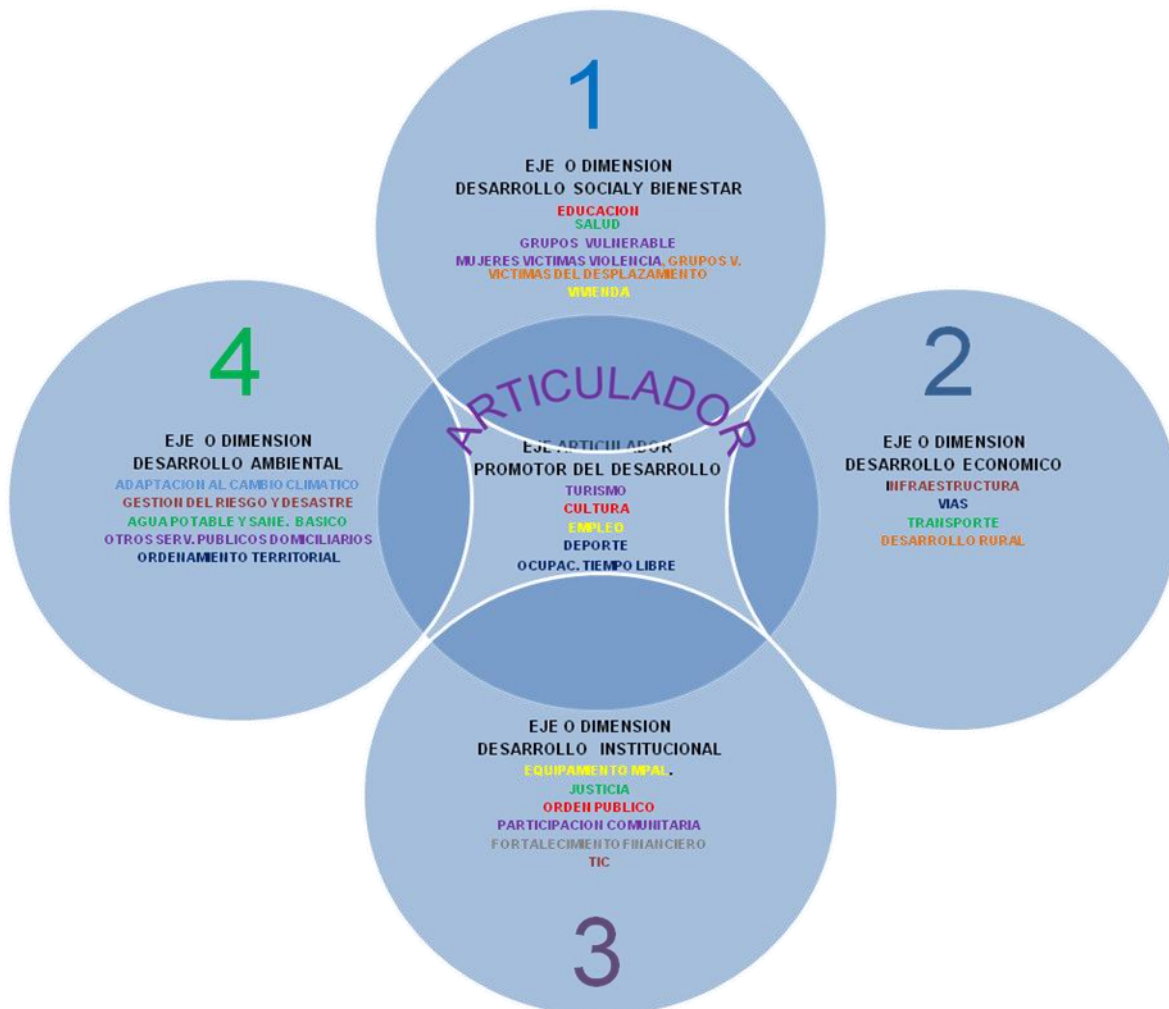 1
EJE O DIMENSION
DESARROLLO SOCIALY BIENESTAR
EDUCACION
SALUD
GRUPOS VULNERABLE
MUJERES VICTIMAS VIOLENCIA, GRUPOS V.
VICTIMAS DEL DESPLAZAMIENTO
VIVIENDA
4
EJE O DIMENSION
DESARROLLO AMBIENTAL
ADAPTACION AL CAMBIO CLIMATICO
GESTION DEL RIESGO Y DESASTRE
AGUA POTABLE Y SANE. BASICO
OTROS SERV. PUBLICOS DOMICILIARIOS
ORDENAMIENTO TERRITORIAL
ARTICULADOR
EJE ARTICULADOR
PROMOTOR DEL DESARROLLO
TURISMO
CULTURA
EMPLEO
DEPORTE
OCUPAC. TIEMPO LIBRE
2
EJE O DIMENSION
DESARROLLO ECONOMICO
INFRAESTRUCTURA
VIAS
TRANSPORTE
DESARROLLO RURAL
EJE O DIMENSION
DESARROLLO INSTITUCIONAL
EQUIPAMIENTO MPAL.
JUSTICIA
ORDEN PUBLICO
PARTICIPACION COMUNITARIA
FORTALECIMIENTO FINANCIERO
TIC
3